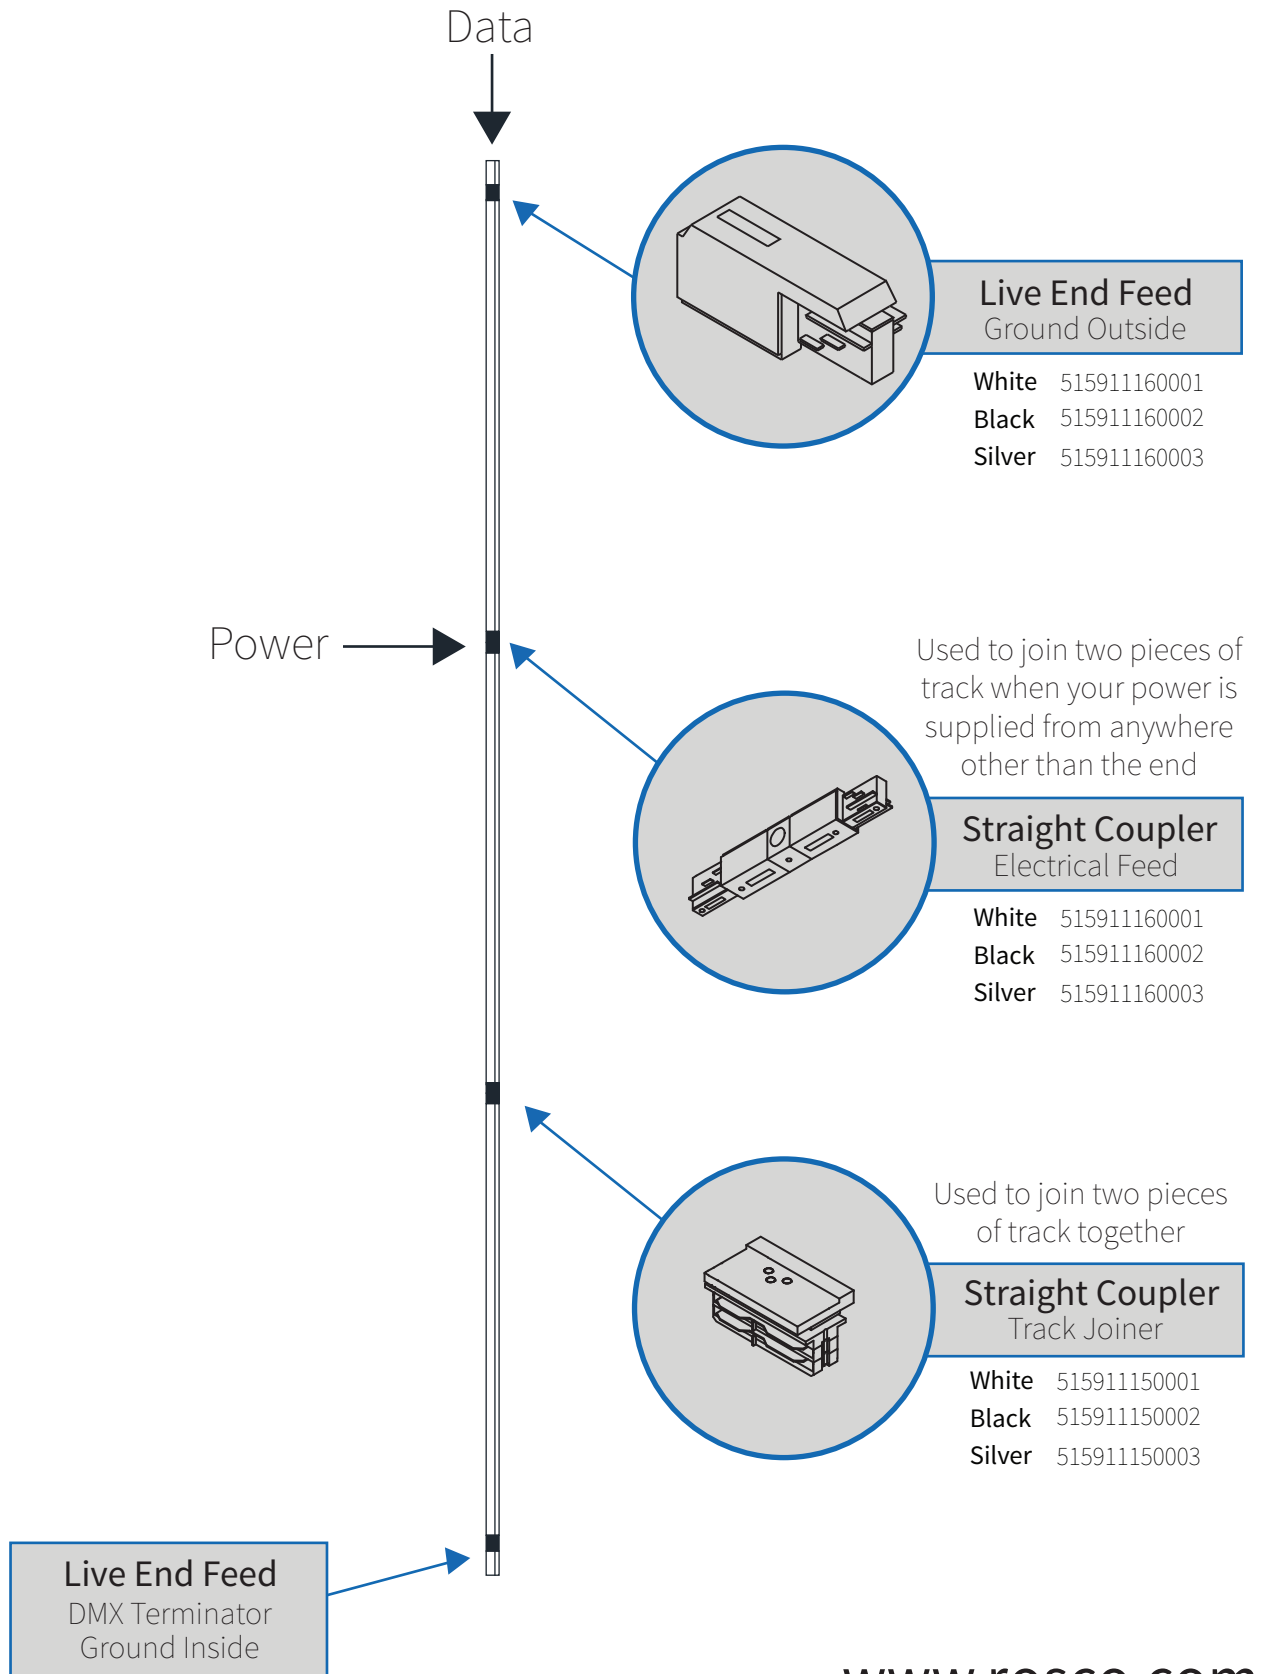 Data
Live End Feed
Ground Outside
White 515911160001
Black 515911160002
Silver 515911160003
Power
Used to join two pieces of
track when your power is
supplied from anywhere
other than the end
Straight Coupler
Electrical Feed
White 515911160001
Black 515911160002
Silver 515911160003
Used to join two pieces
of track together
Straight Coupler
Track Joiner
White 515911150001
Black 515911150002
Silver 515911150003
Live End Feed
DMX Terminator
Ground Inside
www.rosco.com